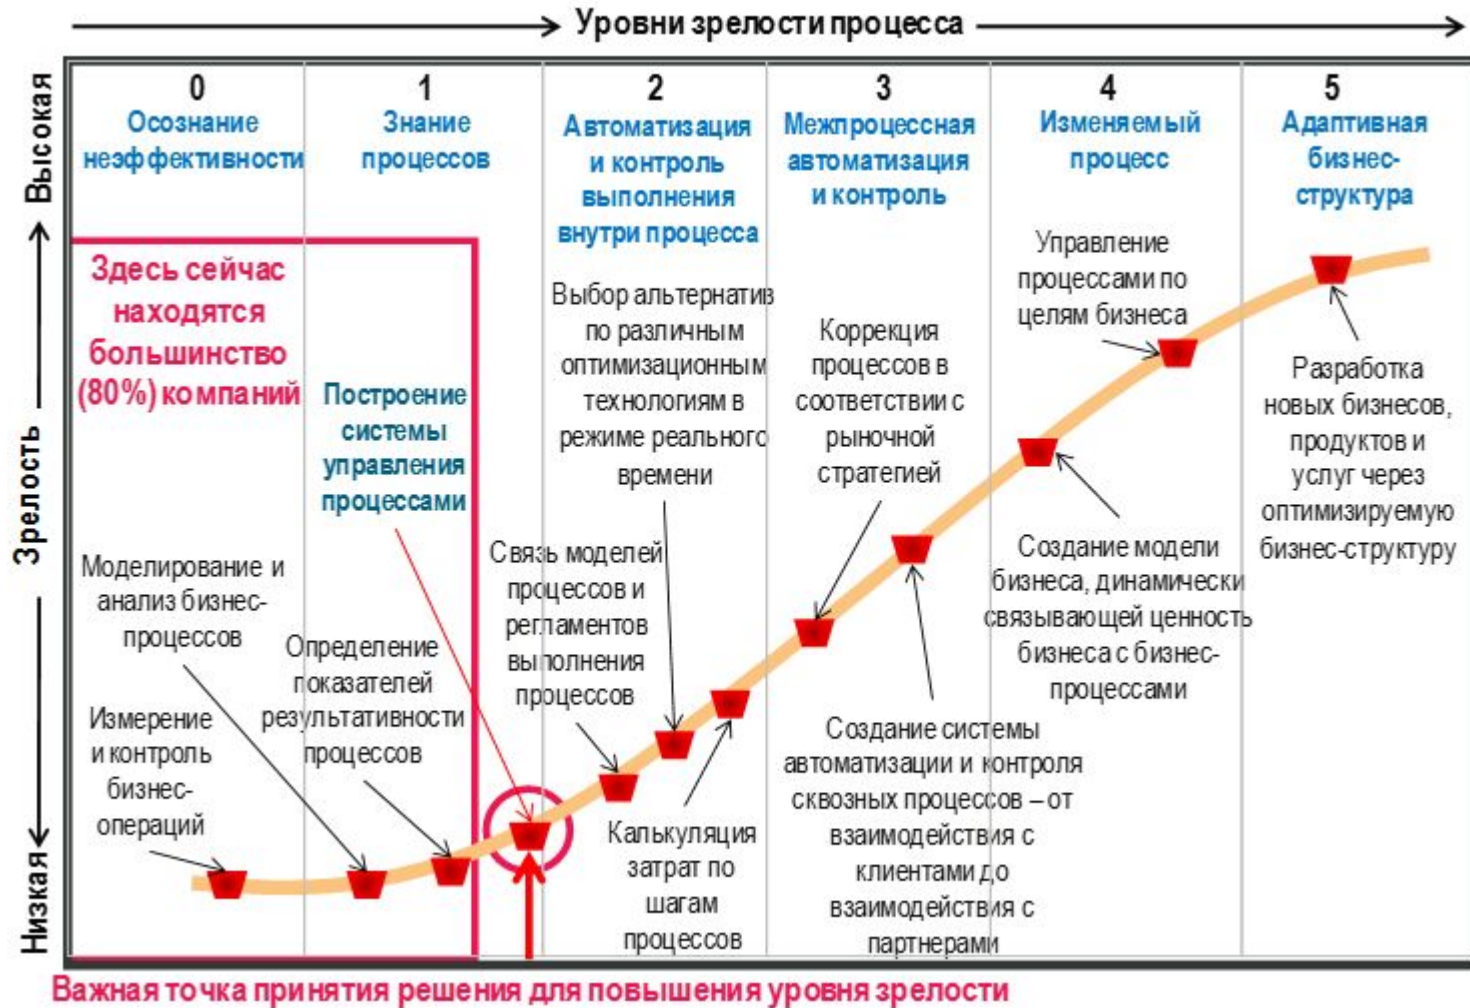 Уровни зрелости процесса
0
Осознание
неэффективности
1
Знание
процессов
2
Автоматизация
и контроль
выполнения
внутри процесса
3
Межпроцессная
автоматизация
и контроль
4
Изменяемый
процесс
5
Адаптивная
бизнес-
структура
Высокая
Зрелость
Низкая
Здесь сейчас
находятся
большинство
(80%) компаний
Построение
системы
управления
процессами
Выбор альтернатив
по различным
оптимизационным
технологиям в
режиме реального
времени
Коррекция
процессов в
соответствии с
рыночной
стратегией
Управление
процессами по
целям бизнеса
Разработка
новых бизнесов,
продуктов и
услуг через
оптимизируемую
бизнес-структуру
Моделирование и
анализ бизнес-
процессов
Определение
показателей
результативности
процессов
Связь моделей
процессов и
регламентов
выполнения
процессов
Создание модели
бизнеса, динамически
связывающей ценность
бизнеса с бизнес-
процессами
Измерение
и контроль
бизнес-
операций
Калькуляция
затрат по
шагам
процессов
Создание системы
автоматизации и контроля
сквозных процессов – от
взаимодействия с
клиентами до
взаимодействия с
партнерами
Важная точка принятия решения для повышения уровня зрелости